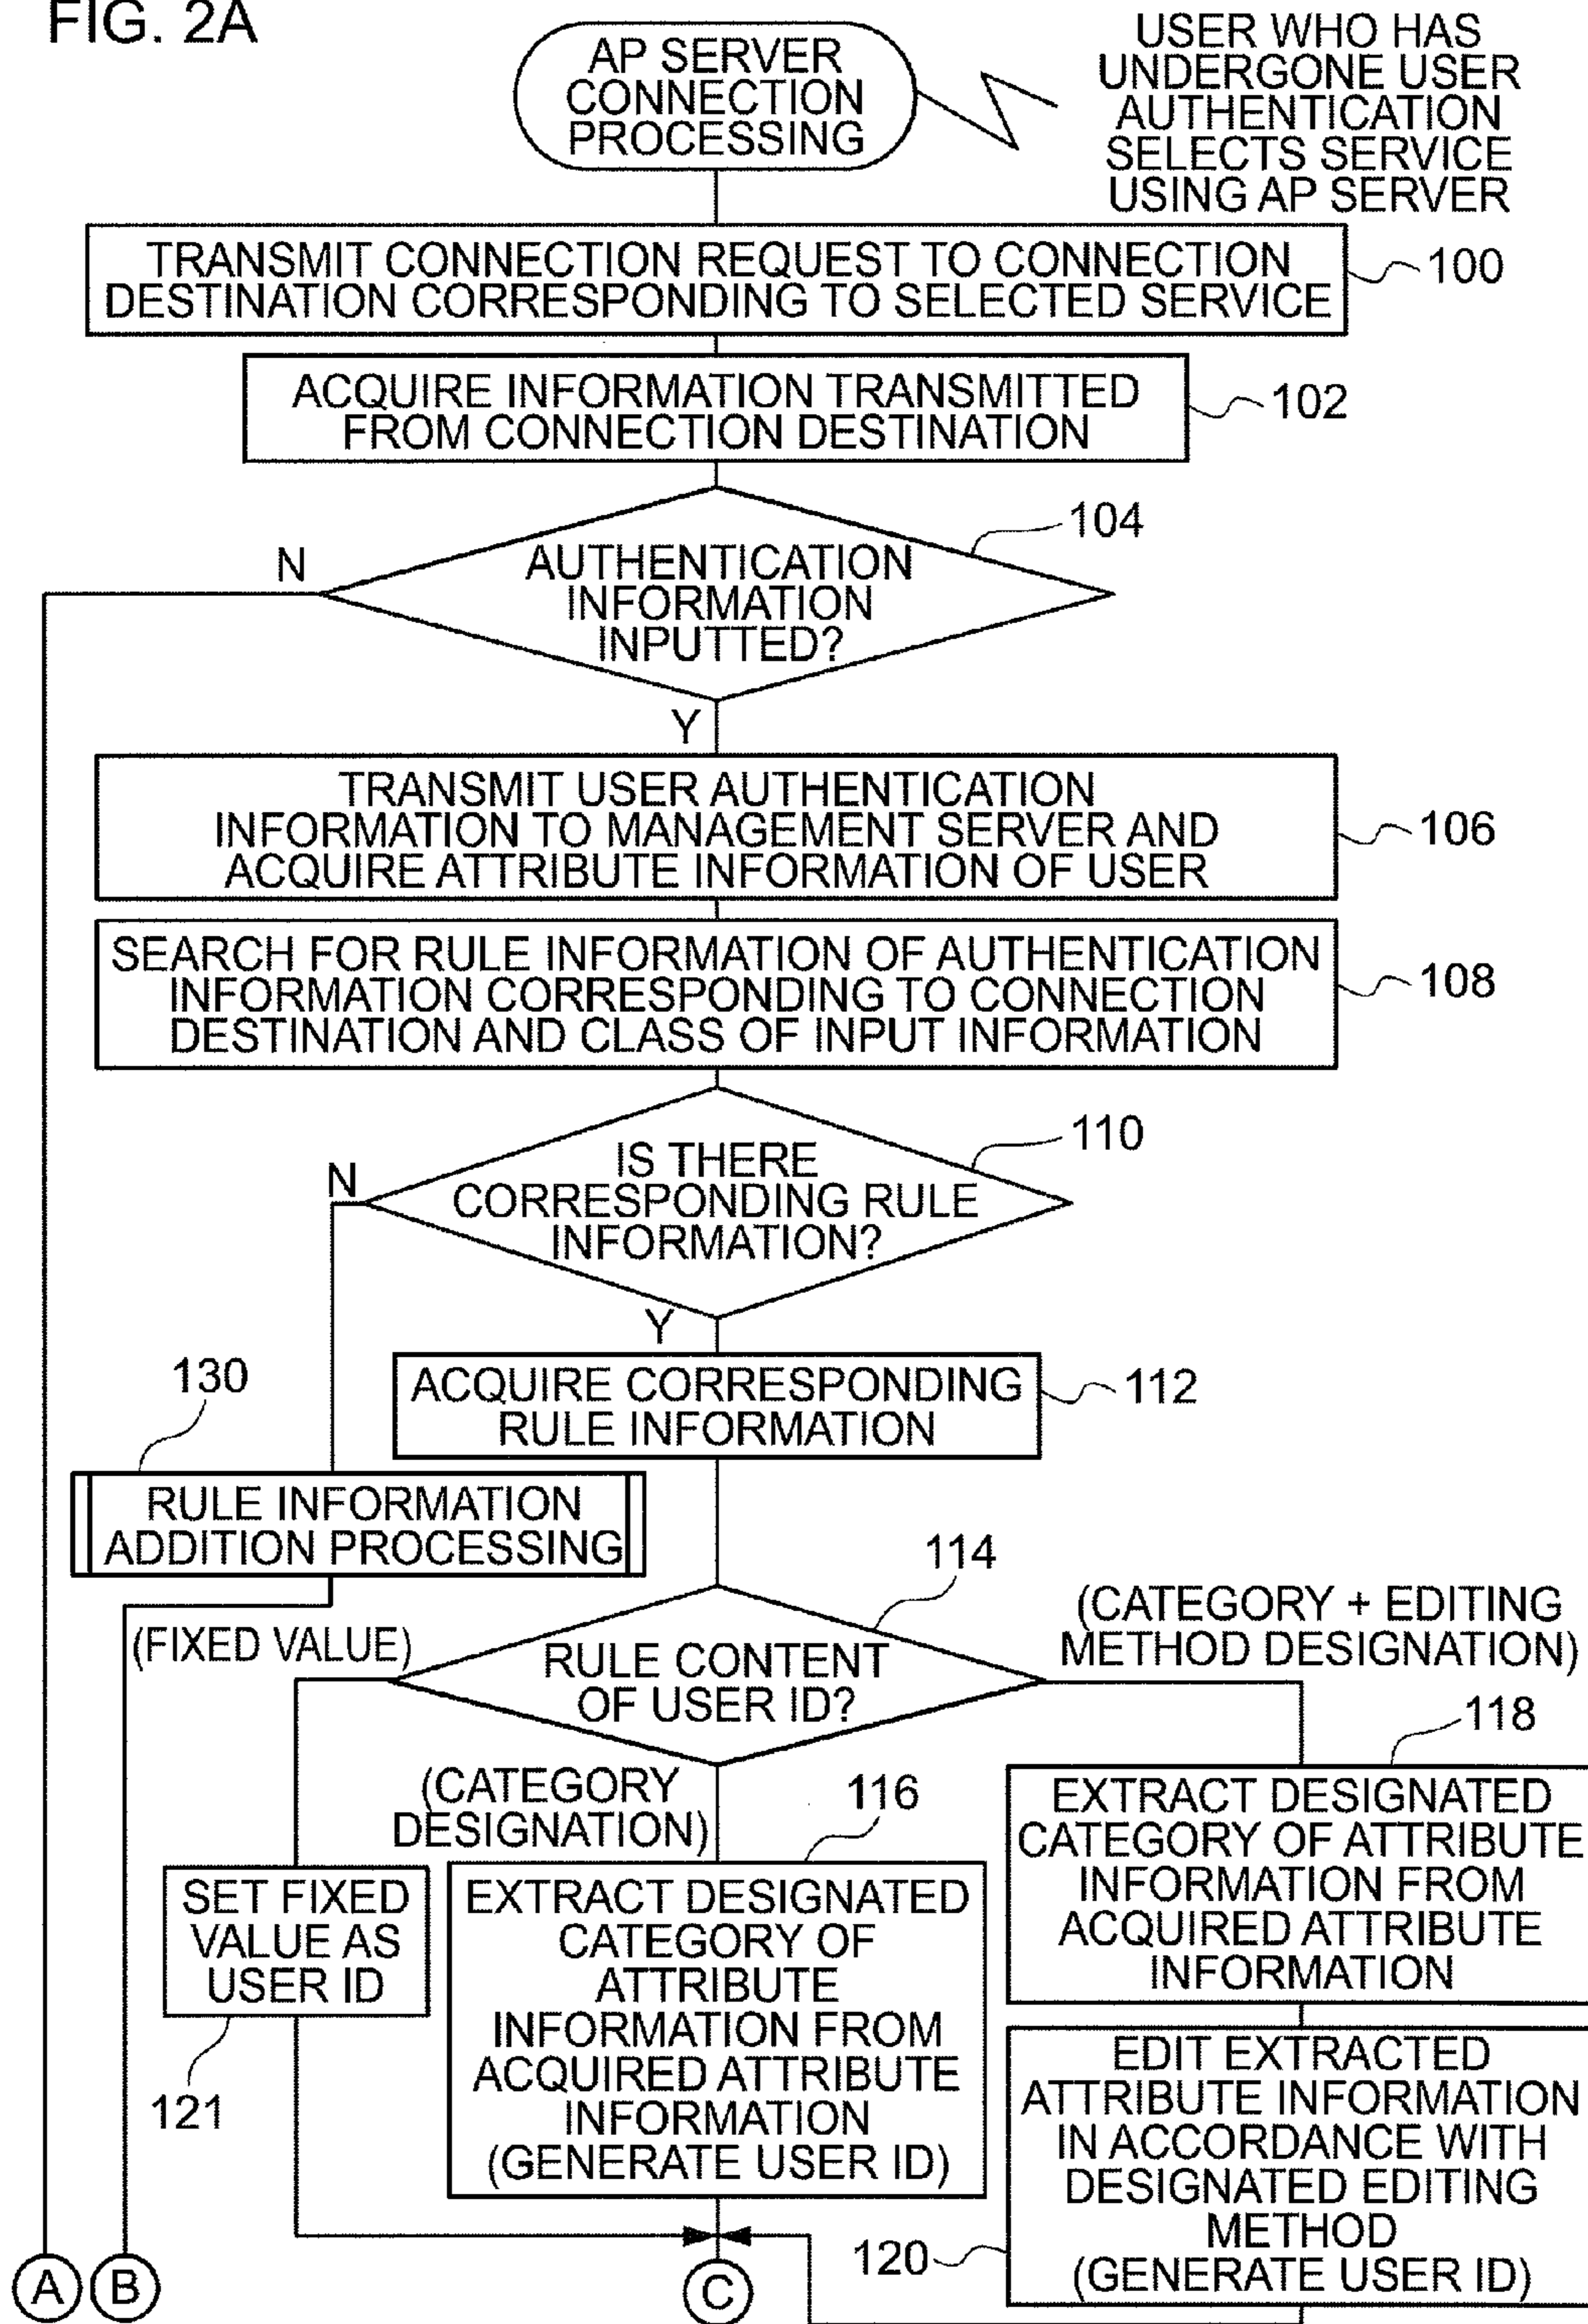 FIG. 2A
AP SERVER
CONNECTION
PROCESSING
USER WHO HAS
UNDERGONE USER
AUTHENTICATION
SELECTS SERVICE
USING AP SERVER
TRANSMIT CONNECTION REQUEST TO CONNECTION
DESTINATION CORRESPONDING TO SELECTED SERVICE
100
ACQUIRE INFORMATION TRANSMITTED
FROM CONNECTION DESTINATION
102
104
AUTHENTICATION
INFORMATION
INPUTTED?
N
Y
TRANSMIT USER AUTHENTICATION
INFORMATION TO MANAGEMENT SERVER AND
ACQUIRE ATTRIBUTE INFORMATION OF USER
106
SEARCH FOR RULE INFORMATION OF AUTHENTICATION
INFORMATION CORRESPONDING TO CONNECTION
DESTINATION AND CLASS OF INPUT INFORMATION
108
110
IS THERE
CORRESPONDING RULE
INFORMATION?
N
Y
ACQUIRE CORRESPONDING
RULE INFORMATION
112
130
RULE INFORMATION
ADDITION PROCESSING
114
RULE CONTENT
OF USER ID?
(FIXED VALUE)
(CATEGORY + EDITING
METHOD DESIGNATION)
(CATEGORY
DESIGNATION)
SET FIXED
VALUE AS
USER ID
121
116
EXTRACT DESIGNATED
CATEGORY OF
ATTRIBUTE
INFORMATION FROM
ACQUIRED ATTRIBUTE
INFORMATION
(GENERATE USER ID)
118
EXTRACT DESIGNATED
CATEGORY OF ATTRIBUTE
INFORMATION FROM
ACQUIRED ATTRIBUTE
INFORMATION
EDIT EXTRACTED
ATTRIBUTE INFORMATION
IN ACCORDANCE WITH
DESIGNATED EDITING
METHOD
(GENERATE USER ID)
120
A
B
C